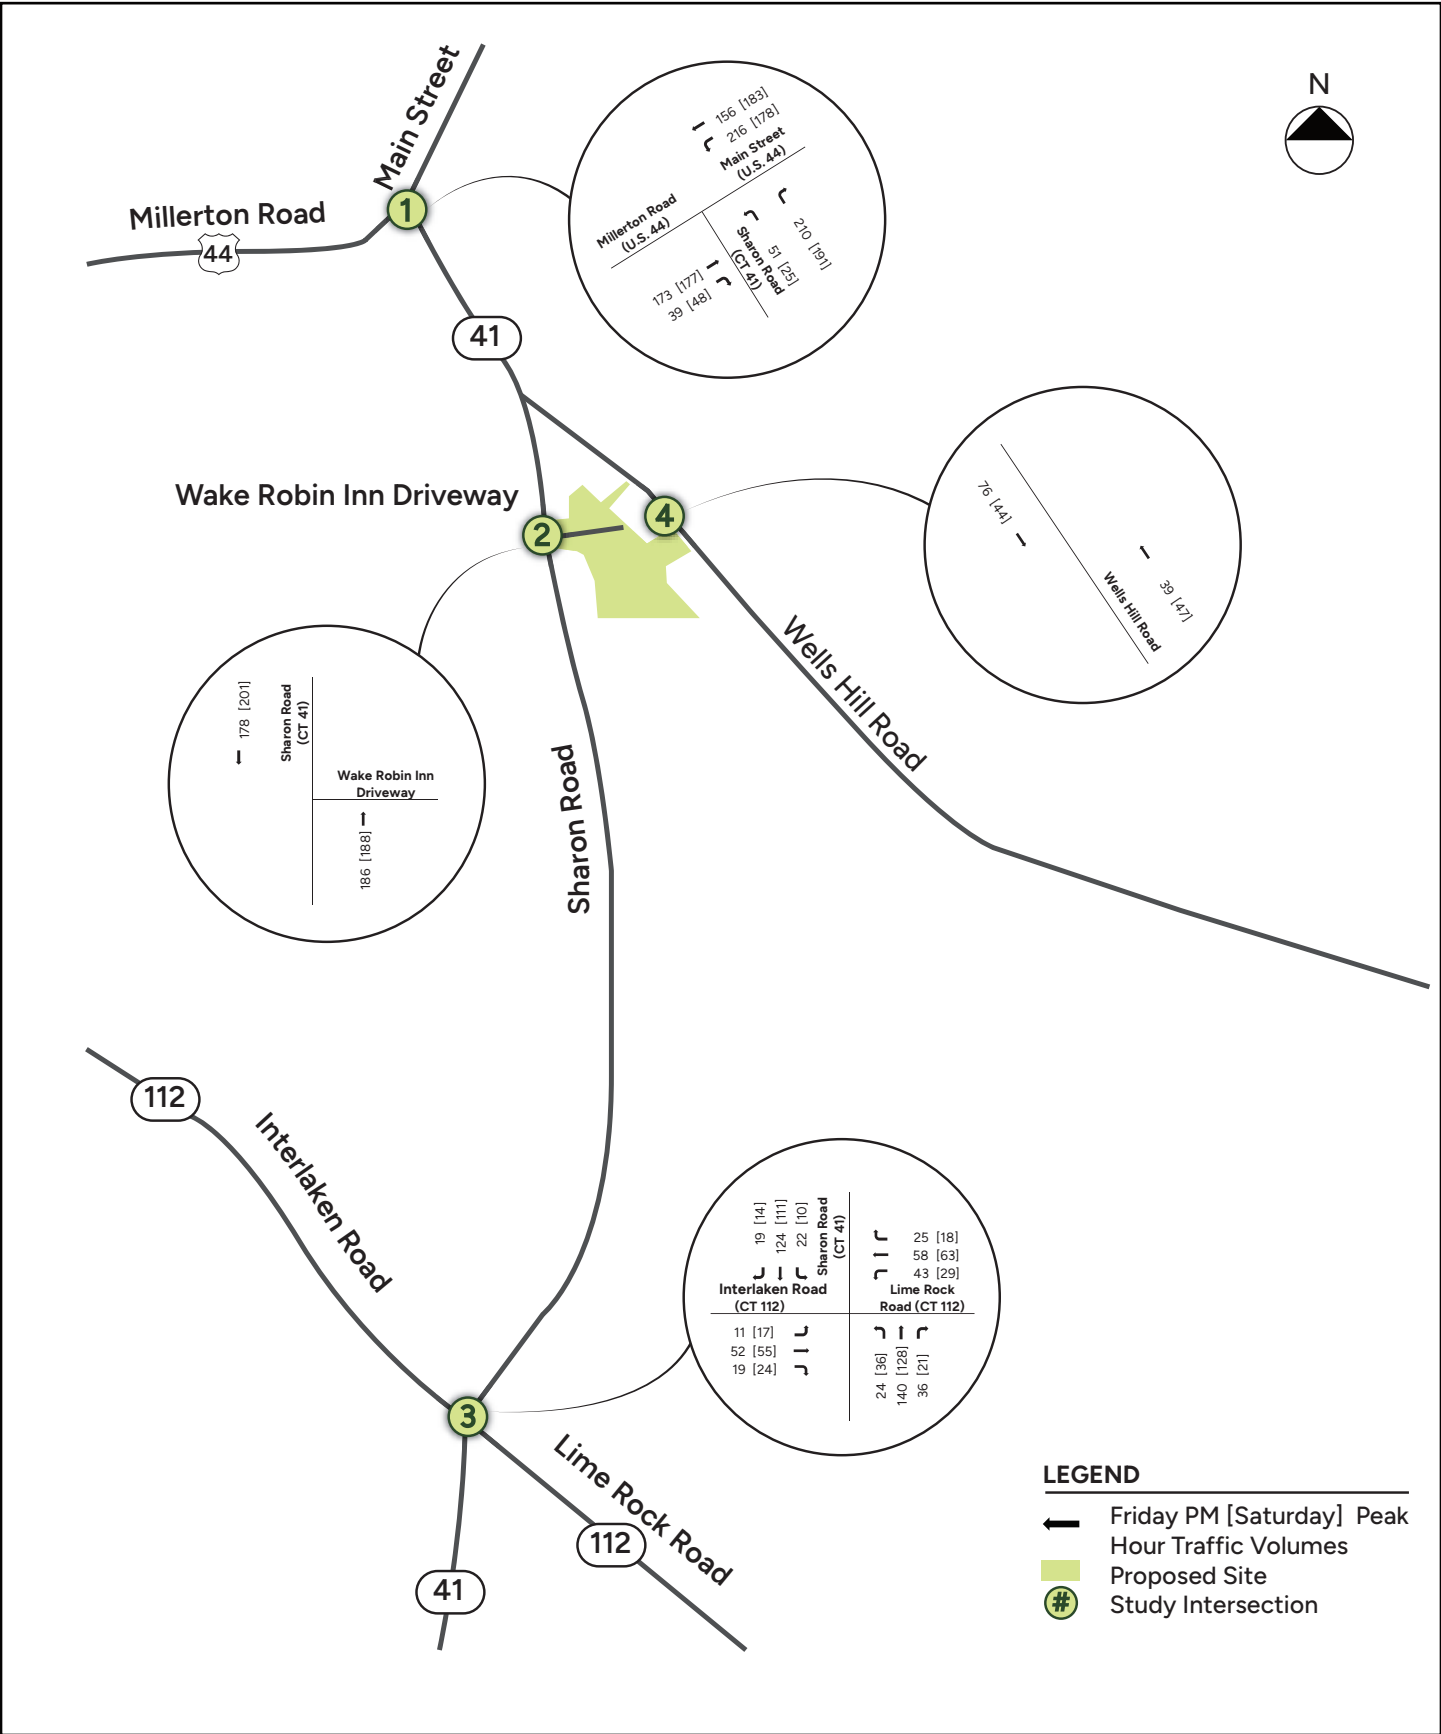 N
Main Street
Millerton Road
44
1
41
156 [183]
216 [178]
Main Street
(U.S. 44)
Millerton Road
(U.S. 44)
173 [177]
39 [48]
Sharon Road
(CT 41)
51 [25]
210 [191]
Wake Robin Inn Driveway
2
4
76 [44]
39 [47]
Wells Hill Road
Wells Hill Road
178 [201]
Sharon Road
(CT 41)
Wake Robin Inn
Driveway
186 [188]
Sharon Road
112
Interlaken Road
19 [14]
124 [111]
22 [10]
Sharon Road
(CT 41)
25 [18]
58 [63]
43 [29]
Interlaken Road
(CT 112)
Lime Rock
Road (CT 112)
11 [17]
52 [55]
19 [24]
24 [36]
140 [128]
36 [21]
3
Lime Rock Road
112
41
LEGEND
Friday PM [Saturday] Peak
Hour Traffic Volumes
Proposed Site
# Study Intersection